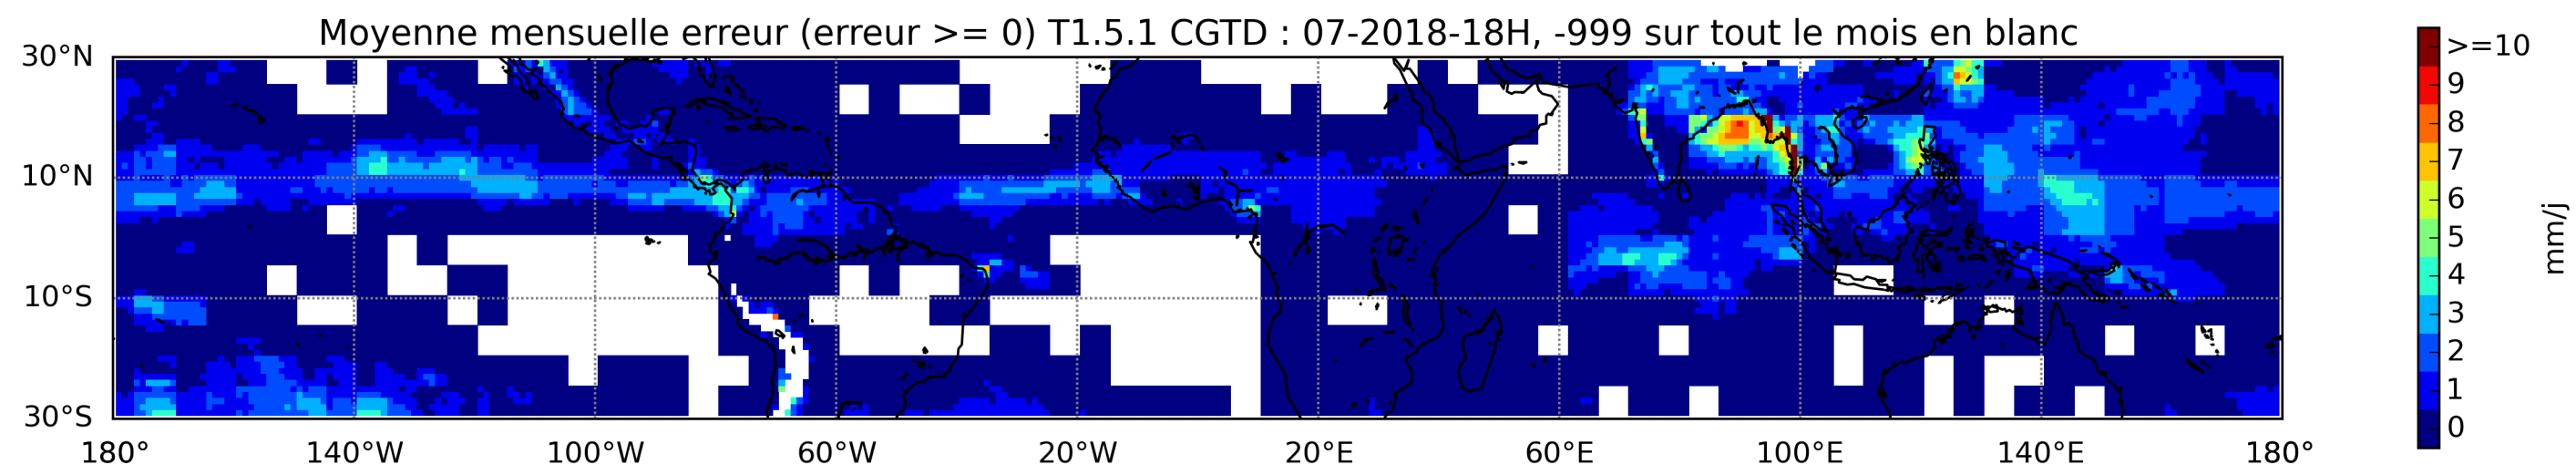 Moyenne mensuelle erreur (erreur >= 0) T1.5.1 CGTD : 07-2018-18H, -999 sur tout le mois en blanc
30°N
10°N
10°S
30°S
180° 140°W 100°W 60°W 20°W 20°E 60°E 100°E 140°E 180°
>=10
9
8
7
6
5
4
3
2
1
0
mm/j